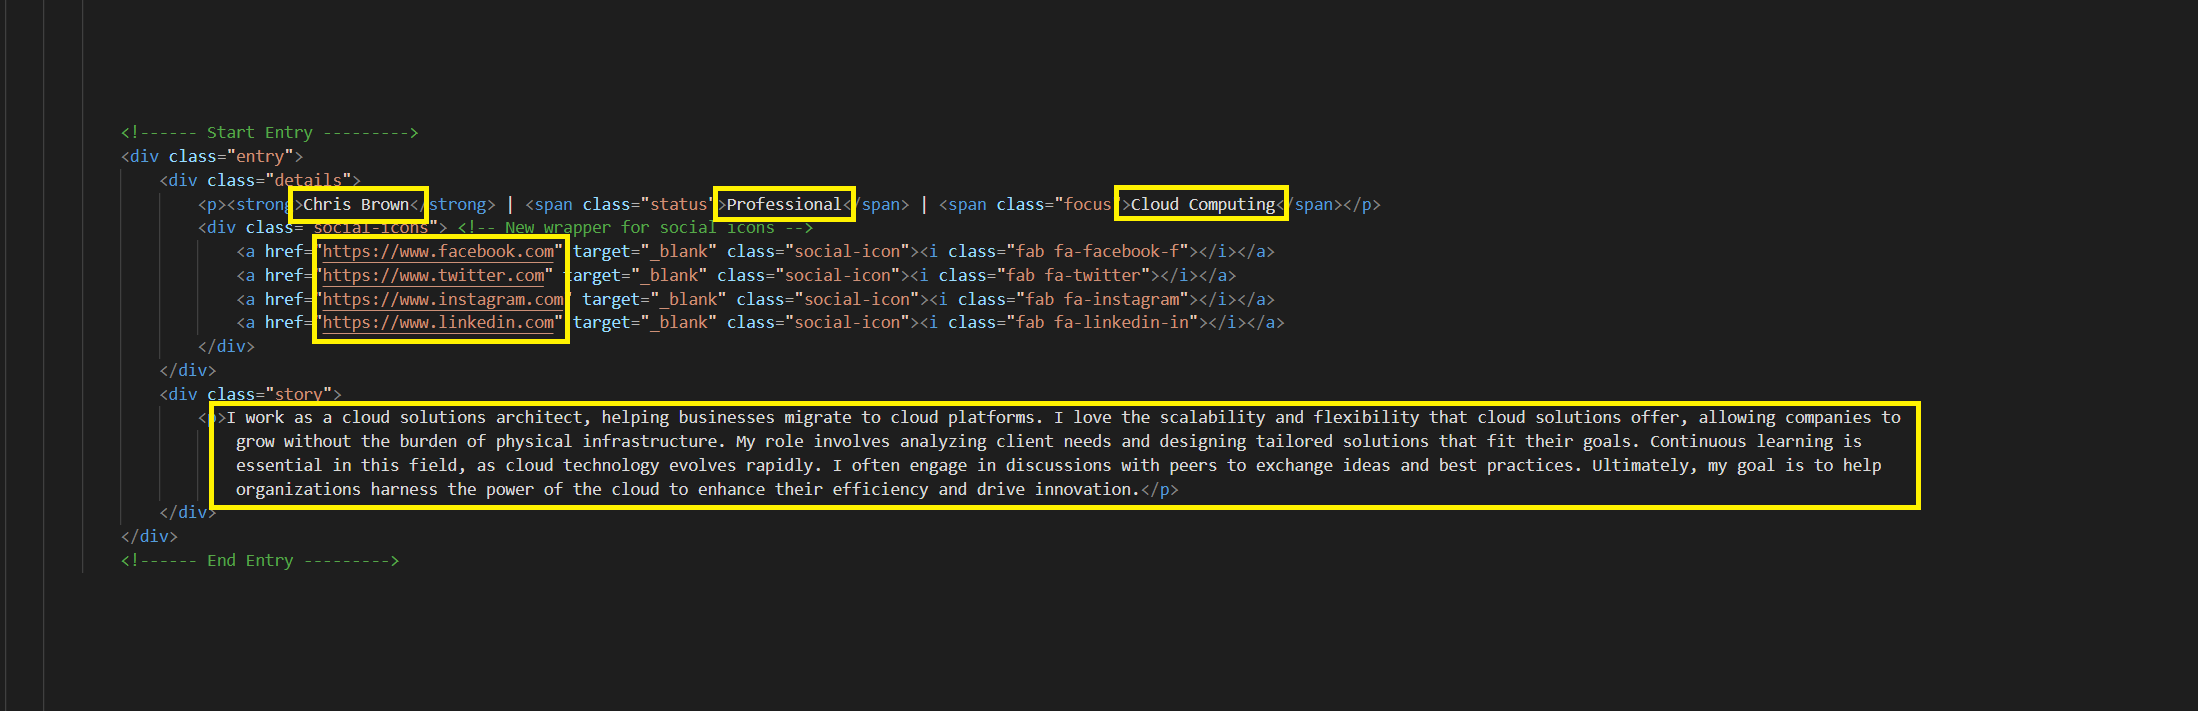 <!------ Start Entry --------->
<div class="entry">
<div class="details">
<p><strong>Chris Brown</strong> | <span class="status">Professional</span> | <span class="focus">Cloud Computing</span></p>
<div class="social-icons"> <!-- New wrapper for social icons -->
<a href="https://www.facebook.com" target="_blank" class="social-icon"><i class="fab fa-facebook-f"></i></a>
<a href="https://www.twitter.com" target="_blank" class="social-icon"><i class="fab fa-twitter"></i></a>
<a href="https://www.instagram.com" target="_blank" class="social-icon"><i class="fab fa-instagram"></i></a>
<a href="https://www.linkedin.com" target="_blank" class="social-icon"><i class="fab fa-linkedin-in"></i></a>
</div>
</div>
<div class="story">
<p>I work as a cloud solutions architect, helping businesses migrate to cloud platforms. I love the scalability and flexibility that cloud solutions offer, allowing companies to
grow without the burden of physical infrastructure. My role involves analyzing client needs and designing tailored solutions that fit their goals. Continuous learning is
essential in this field, as cloud technology evolves rapidly. I often engage in discussions with peers to exchange ideas and best practices. Ultimately, my goal is to help
organizations harness the power of the cloud to enhance their efficiency and drive innovation.</p>
</div>
</div>
<!------ End Entry --------->